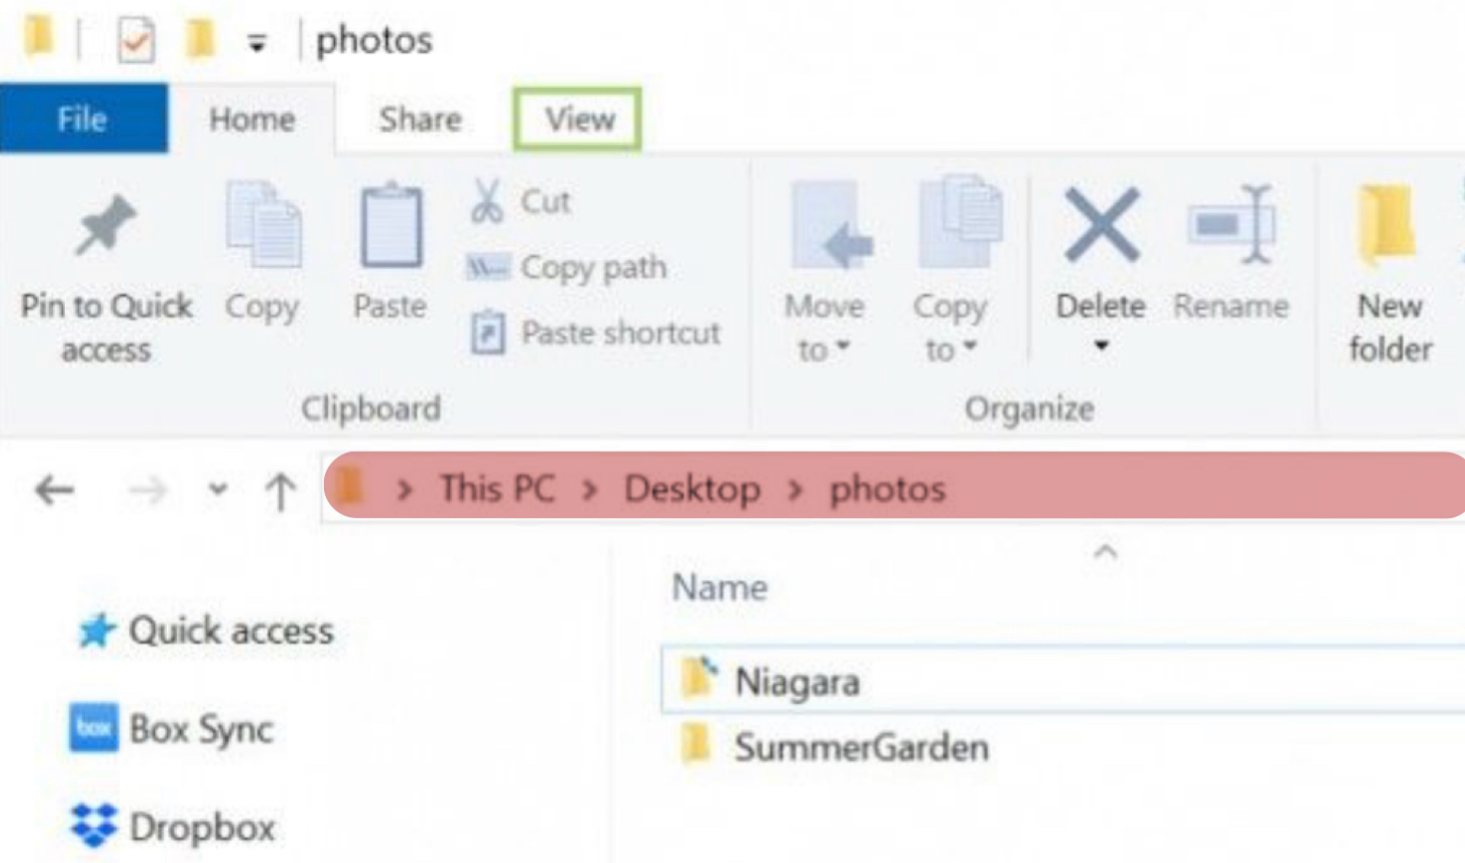 photos
File Home Share View
Pin to Quick access
Copy
Paste
Cut
Copy path
Paste shortcut
Clipboard
Move to
Copy to
Delete
Rename
Organize
New folder
This PC > Desktop > photos
Name
Quick access
Box Sync
Dropbox
Niagara
SummerGarden
box